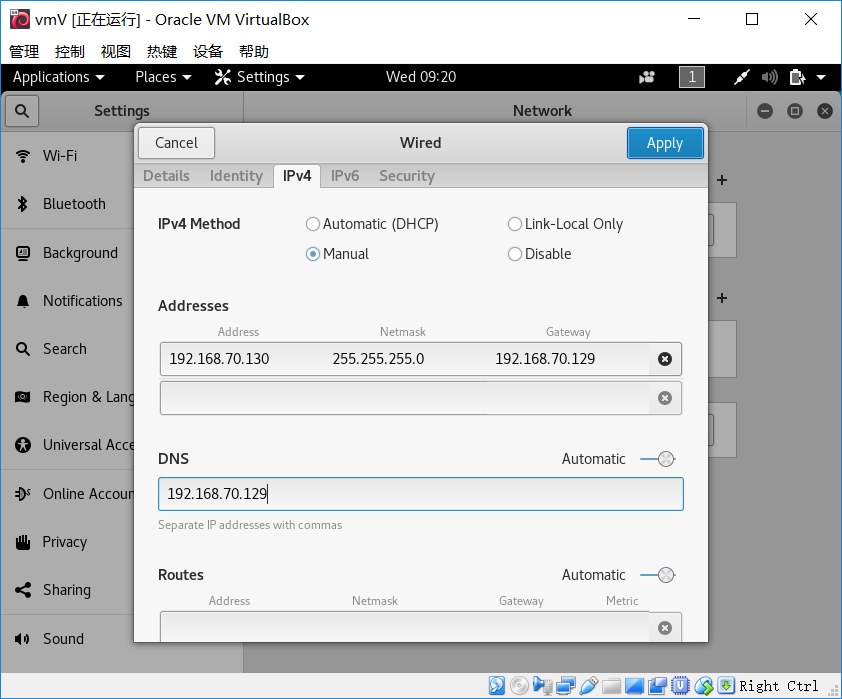 vmV [正在运行] - Oracle VM VirtualBox
管理 控制 视图 热键 设备 帮助
Applications Places Settings Wed 09:20 1
Settings Network
Cancel Wired Apply
Details Identity IPv4 IPv6 Security
Wi-Fi
Bluetooth
Background
Notifications
Search
Region & Lang
Universal Acce
Online Accoun
Privacy
Sharing
Sound
IPv4 Method Automatic (DHCP) Link-Local Only
Manual Disable
Addresses
Address Netmask Gateway
192.168.70.130 255.255.255.0 192.168.70.129
DNS Automatic
192.168.70.129
Separate IP addresses with commas
Routes Automatic
Address Netmask Gateway Metric
Right Ctrl